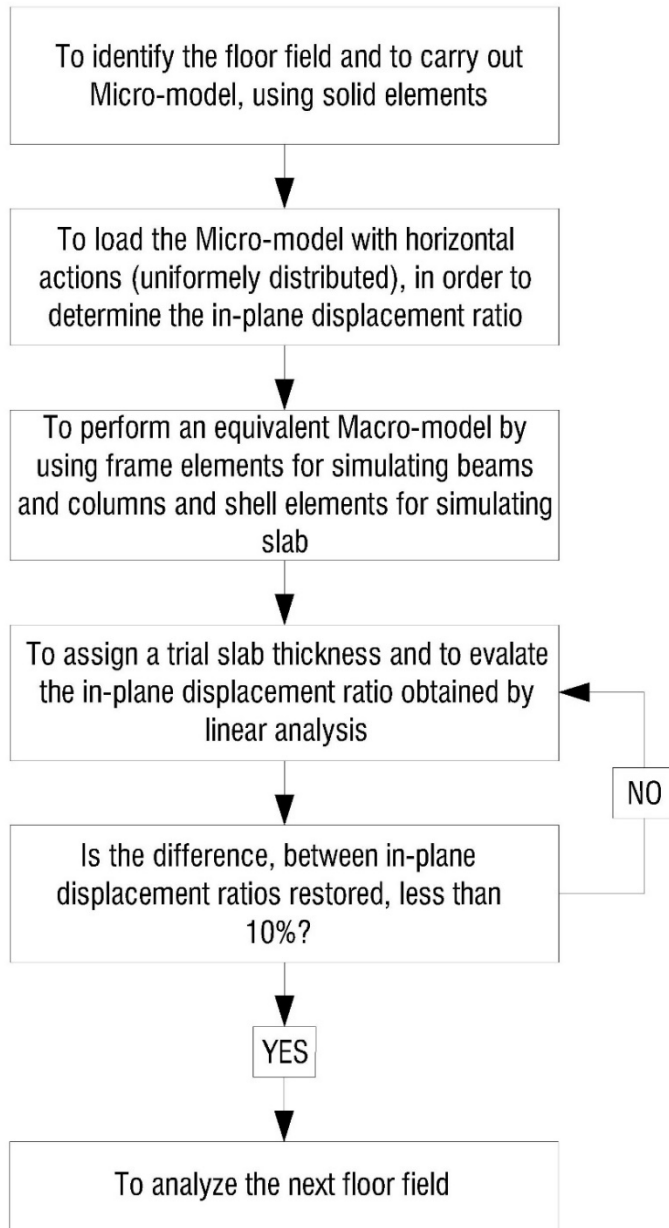 To identify the floor field and to carry out
Micro-model, using solid elements
To load the Micro-model with horizontal
actions (uniformely distributed), in order to
determine the in-plane displacement ratio
To perform an equivalent Macro-model by
using frame elements for simulating beams
and columns and shell elements for simulating
slab
To assign a trial slab thickness and to evalate
the in-plane displacement ratio obtained by
linear analysis
NO
Is the difference, between in-plane
displacement ratios restored, less than
10%?
YES
To analyze the next floor field